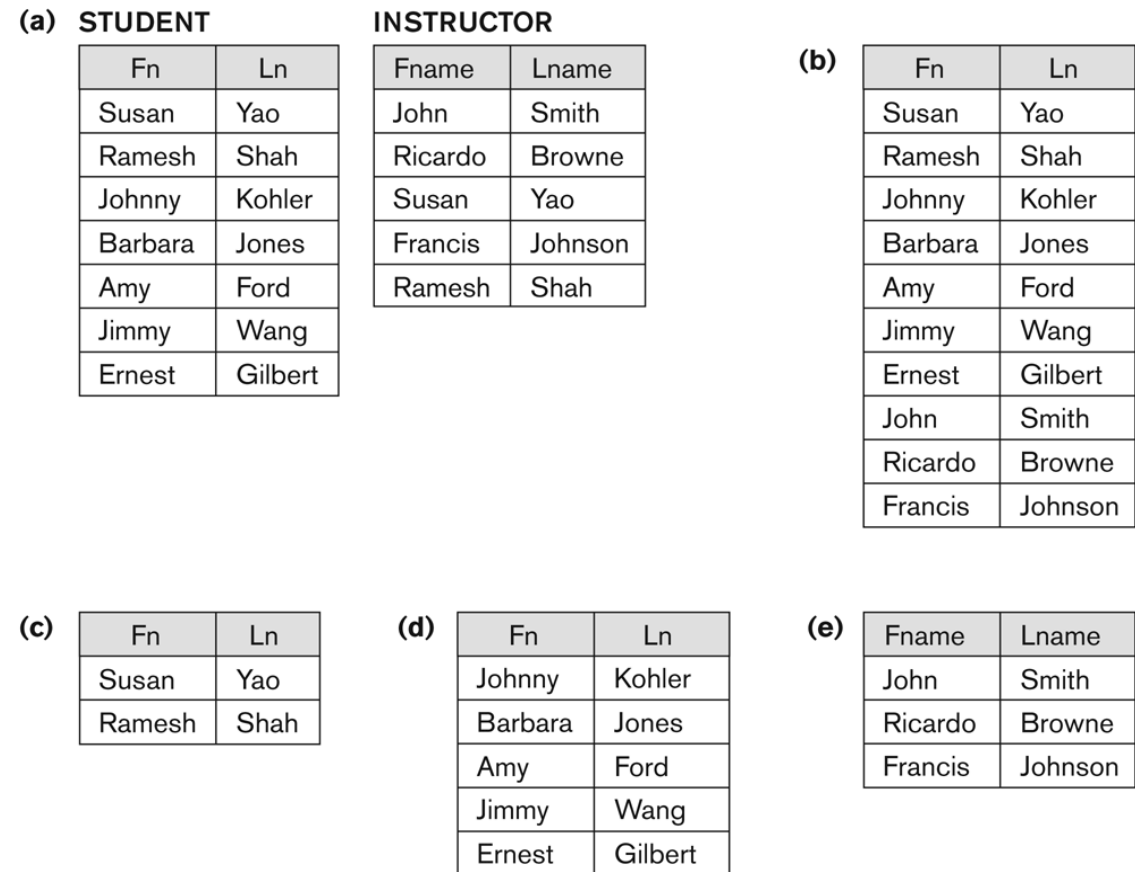 (a) STUDENT
Fn Ln
Susan Yao
Ramesh Shah
Johnny Kohler
Barbara Jones
Amy Ford
Jimmy Wang
Ernest Gilbert
INSTRUCTOR
Fname Lname
John Smith
Ricardo Browne
Susan Yao
Francis Johnson
Ramesh Shah
(b)
Fn Ln
Susan Yao
Ramesh Shah
Johnny Kohler
Barbara Jones
Amy Ford
Jimmy Wang
Ernest Gilbert
John Smith
Ricardo Browne
Francis Johnson
(c)
Fn Ln
Susan Yao
Ramesh Shah
(d)
Fn Ln
Johnny Kohler
Barbara Jones
Amy Ford
Jimmy Wang
Ernest Gilbert
(e)
Fname Lname
John Smith
Ricardo Browne
Francis Johnson